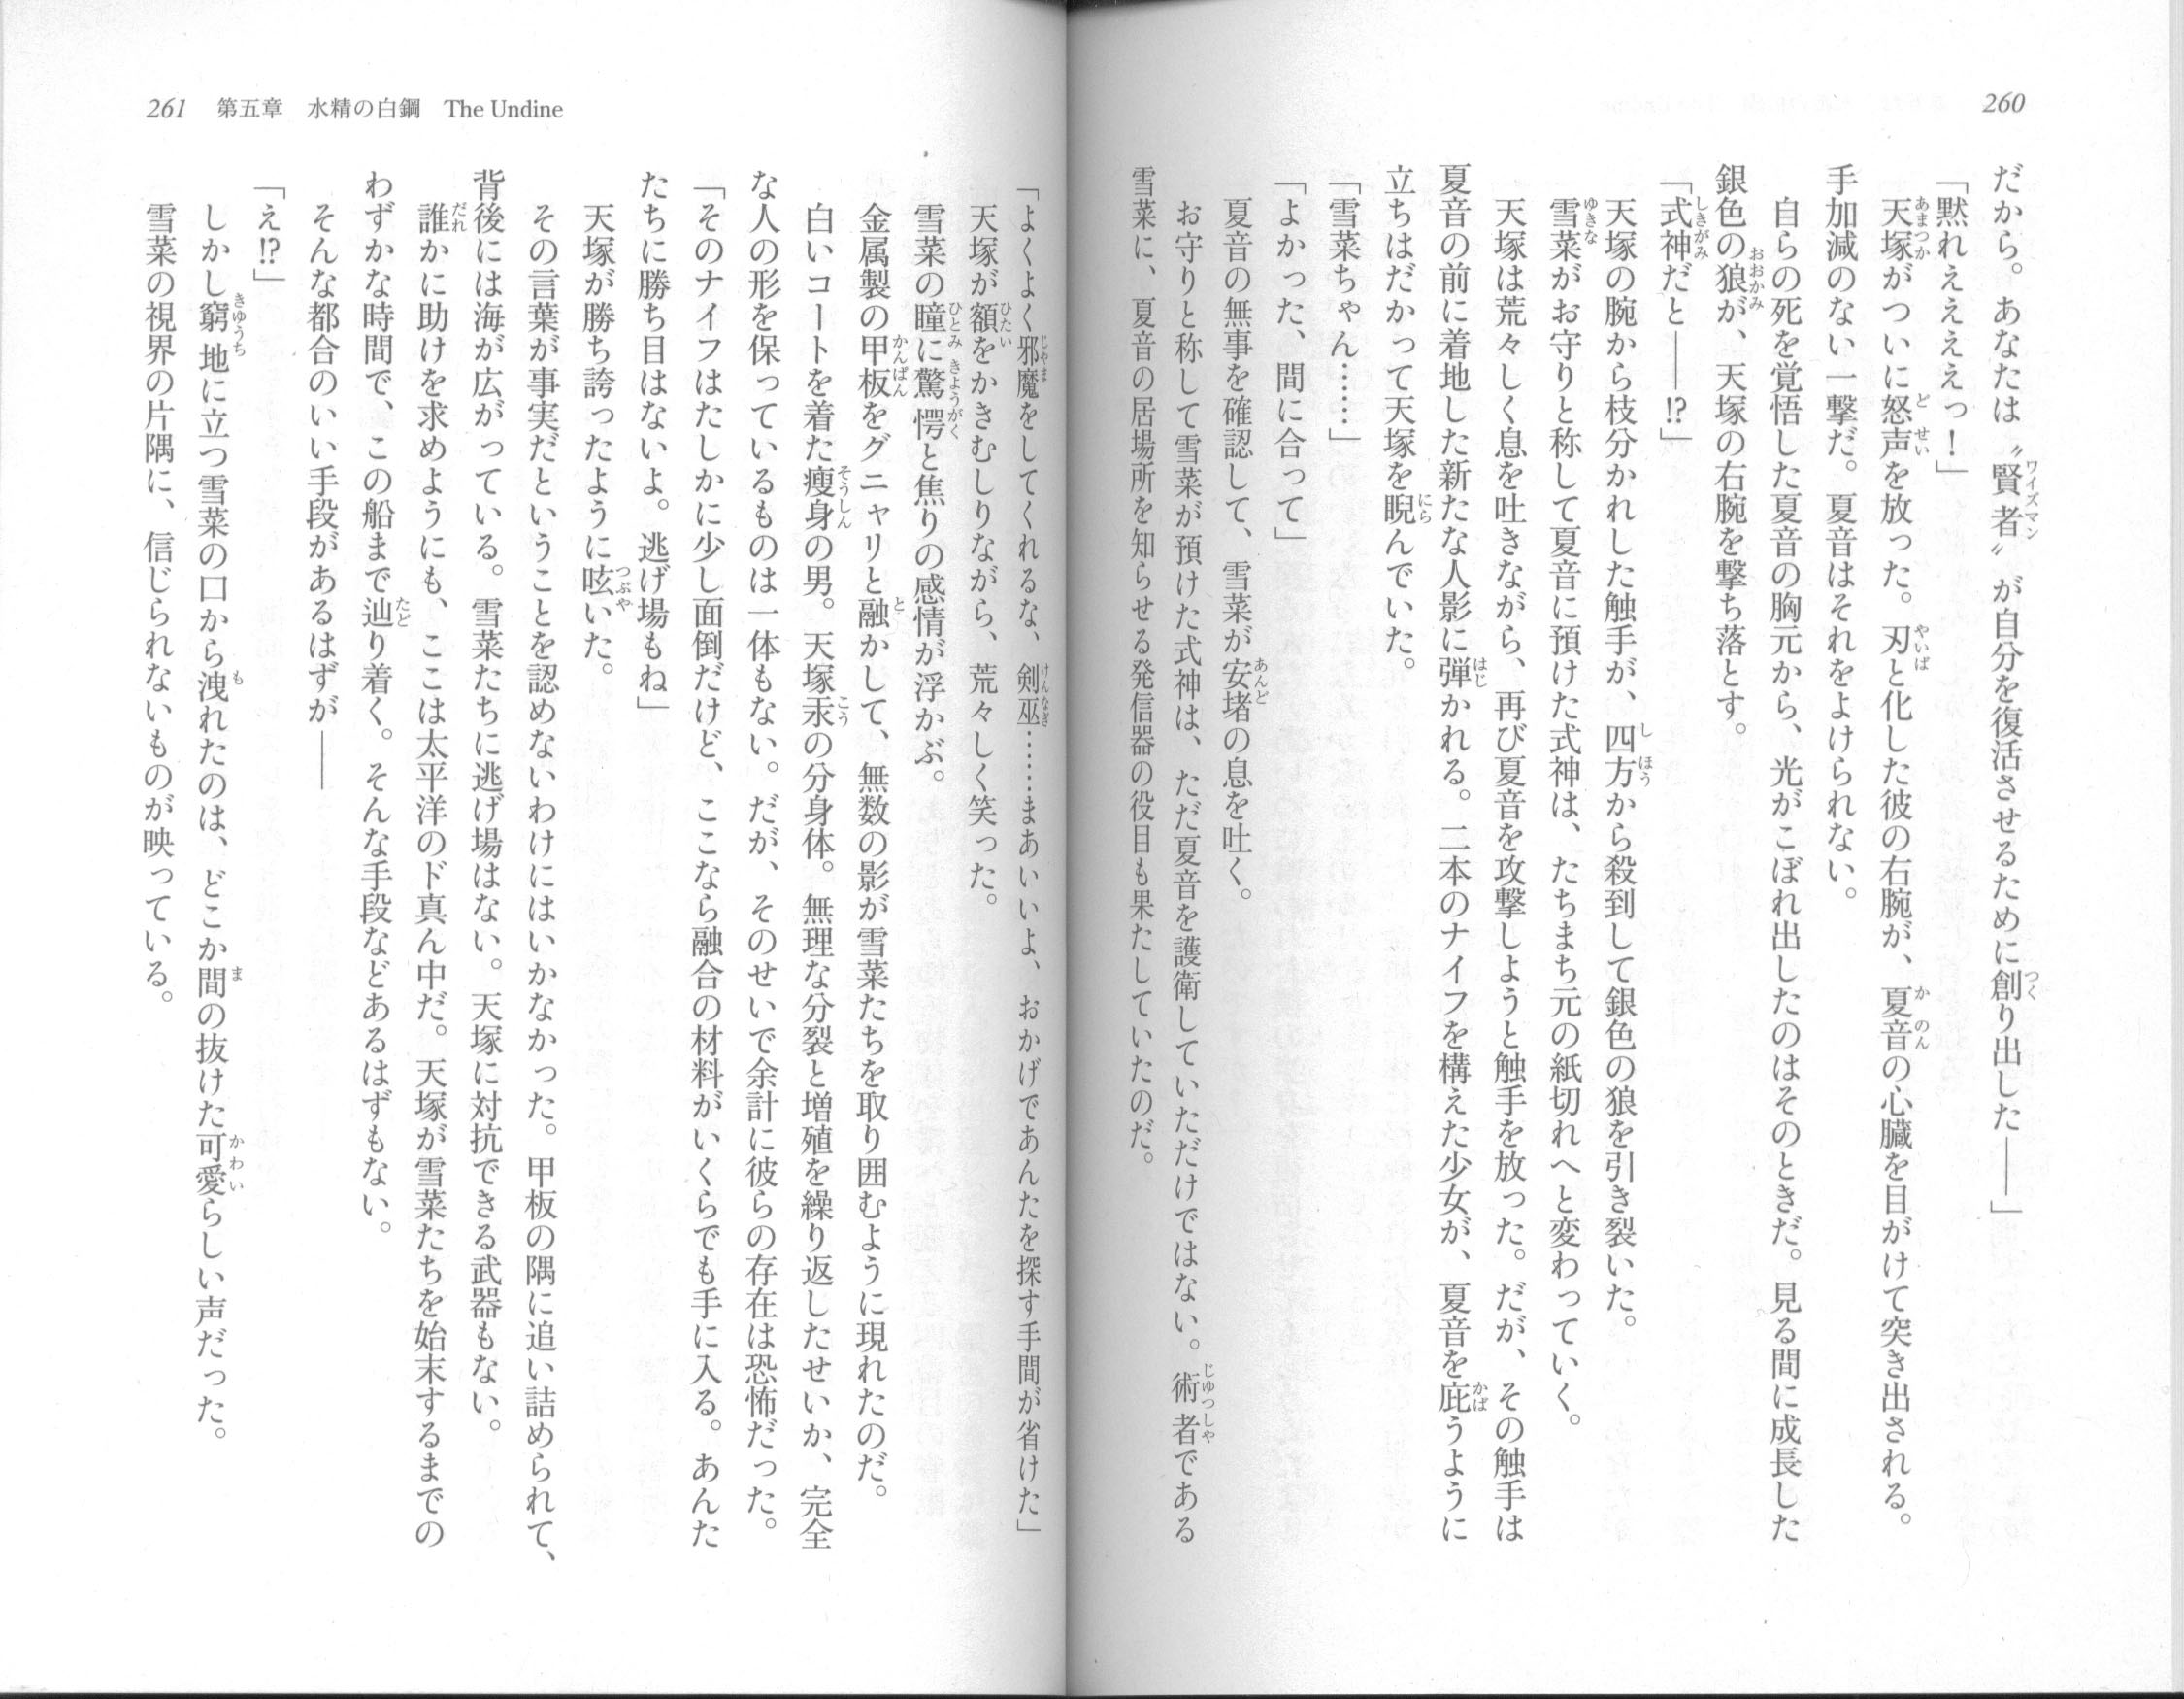 260
だから。あなたは〝賢者〟が自分を復活させるために創り出した――」
「黙れえええっ！」
天塚がついに怒声を放った。刃と化した彼の右腕が、夏音の心臓を目がけて突き出される。
手加減のない一撃だ。夏音はそれをよけられない。
自らの死を覚悟した夏音の胸元から、光がこぼれ出したのはそのときだ。見る間に成長した
銀色の狼が、天塚の右腕を撃ち落とす。
「式神だと――!?」
天塚の腕から枝分かれした触手が、四方から殺到して銀色の狼を引き裂いた。
雪菜がお守りと称して夏音に預けた式神は、たちまち元の紙切れへと変わっていく。
天塚は荒々しく息を吐きながら、再び夏音を攻撃しようと触手を放った。だが、その触手は
夏音の前に着地した新たな人影に弾かれる。二本のナイフを構えた少女が、夏音を庇うように
立ちはだかって天塚を睨んでいた。
「雪菜ちゃん……」
「よかった、間に合って」
夏音の無事を確認して、雪菜が安堵の息を吐く。
お守りと称して雪菜が預けた式神は、ただ夏音を護衛していただけではない。術者である
雪菜に、夏音の居場所を知らせる発信器の役目も果たしていたのだ。
261 第五章 水精の白鋼 The Undine
「よくよく邪魔をしてくれるな、剣巫……まあいいよ、おかげであんたを探す手間が省けた」
天塚が額をかきむしりながら、荒々しく笑った。
雪菜の瞳に驚愕と焦りの感情が浮かぶ。
金属製の甲板をグニャリと融かして、無数の影が雪菜たちを取り囲むように現れたのだ。
白いコートを着た痩身の男。天塚汞の分身体。無理な分裂と増殖を繰り返したせいか、完全
な人の形を保っているものは一体もない。だが、そのせいで余計に彼らの存在は恐怖だった。
「そのナイフはたしかに少し面倒だけど、ここなら融合の材料がいくらでも手に入る。あんた
たちに勝ち目はないよ。逃げ場もね」
天塚が勝ち誇ったように呟いた。
その言葉が事実だということを認めないわけにはいかなかった。甲板の隅に追い詰められて、
背後には海が広がっている。雪菜たちに逃げ場はない。天塚に対抗できる武器もない。
誰かに助けを求めようにも、ここは太平洋のド真ん中だ。天塚が雪菜たちを始末するまでの
わずかな時間で、この船まで辿り着く。そんな手段などあるはずもない。
そんな都合のいい手段があるはずが――
「え!?」
しかし窮地に立つ雪菜の口から洩れたのは、どこか間の抜けた可愛らしい声だった。
雪菜の視界の片隅に、信じられないものが映っている。